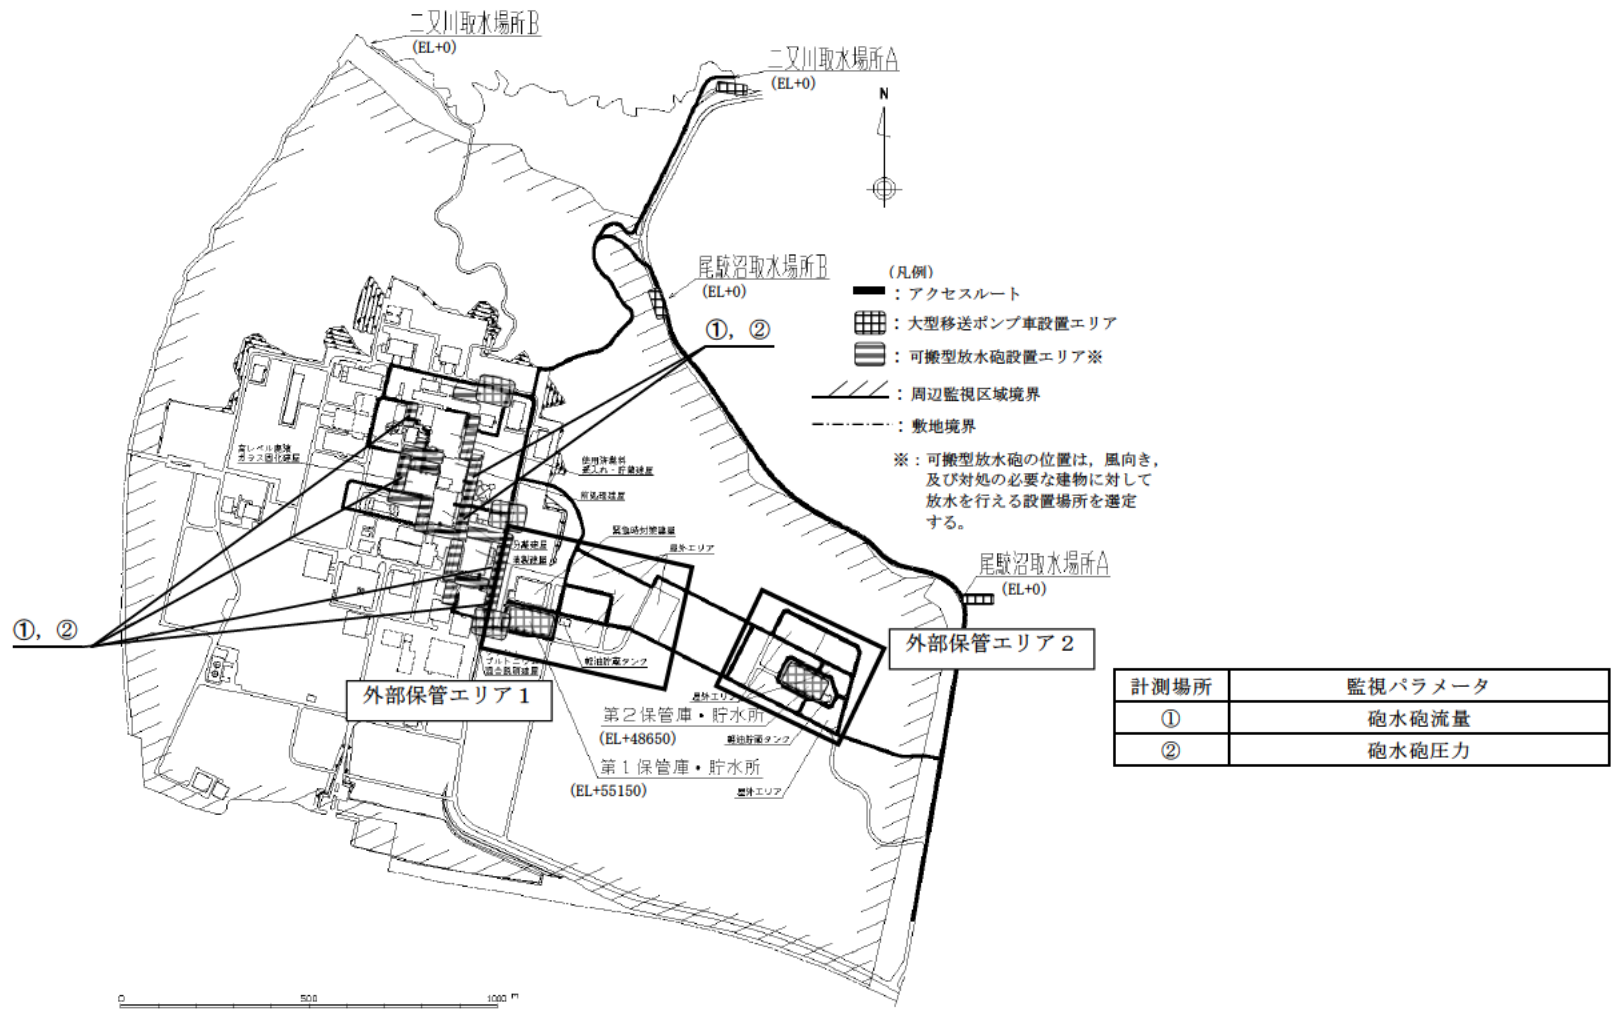 二又川取水場所B
(EL+0)
二又川取水場所A
(EL+0)
N
尾駮沼取水場所B
(EL+0)
(凡例)
：アクセスルート
：大型移送ポンプ車設置エリア
：可搬型放水砲設置エリア※
：周辺監視区域境界
：敷地境界
※：可搬型放水砲の位置は，風向き，
及び対処の必要な建物に対して
放水を行える設置場所を選定
する。
①，②
高レベル廃液
ガラス固化建屋
使用済燃料
受入れ・貯蔵建屋
前処理建屋
緊急時対策建屋
屋外エリア
分離建屋
精製建屋
尾駮沼取水場所A
(EL+0)
①，②
外部保管エリア２
軽油貯蔵タンク
外部保管エリア１
屋外エリア
第２保管庫・貯水所
(EL+48650)
軽油貯蔵タンク
第１保管庫・貯水所
(EL+55150)
屋外エリア
計測場所 監視パラメータ
① 砲水砲流量
② 砲水砲圧力
0 500 1000 m